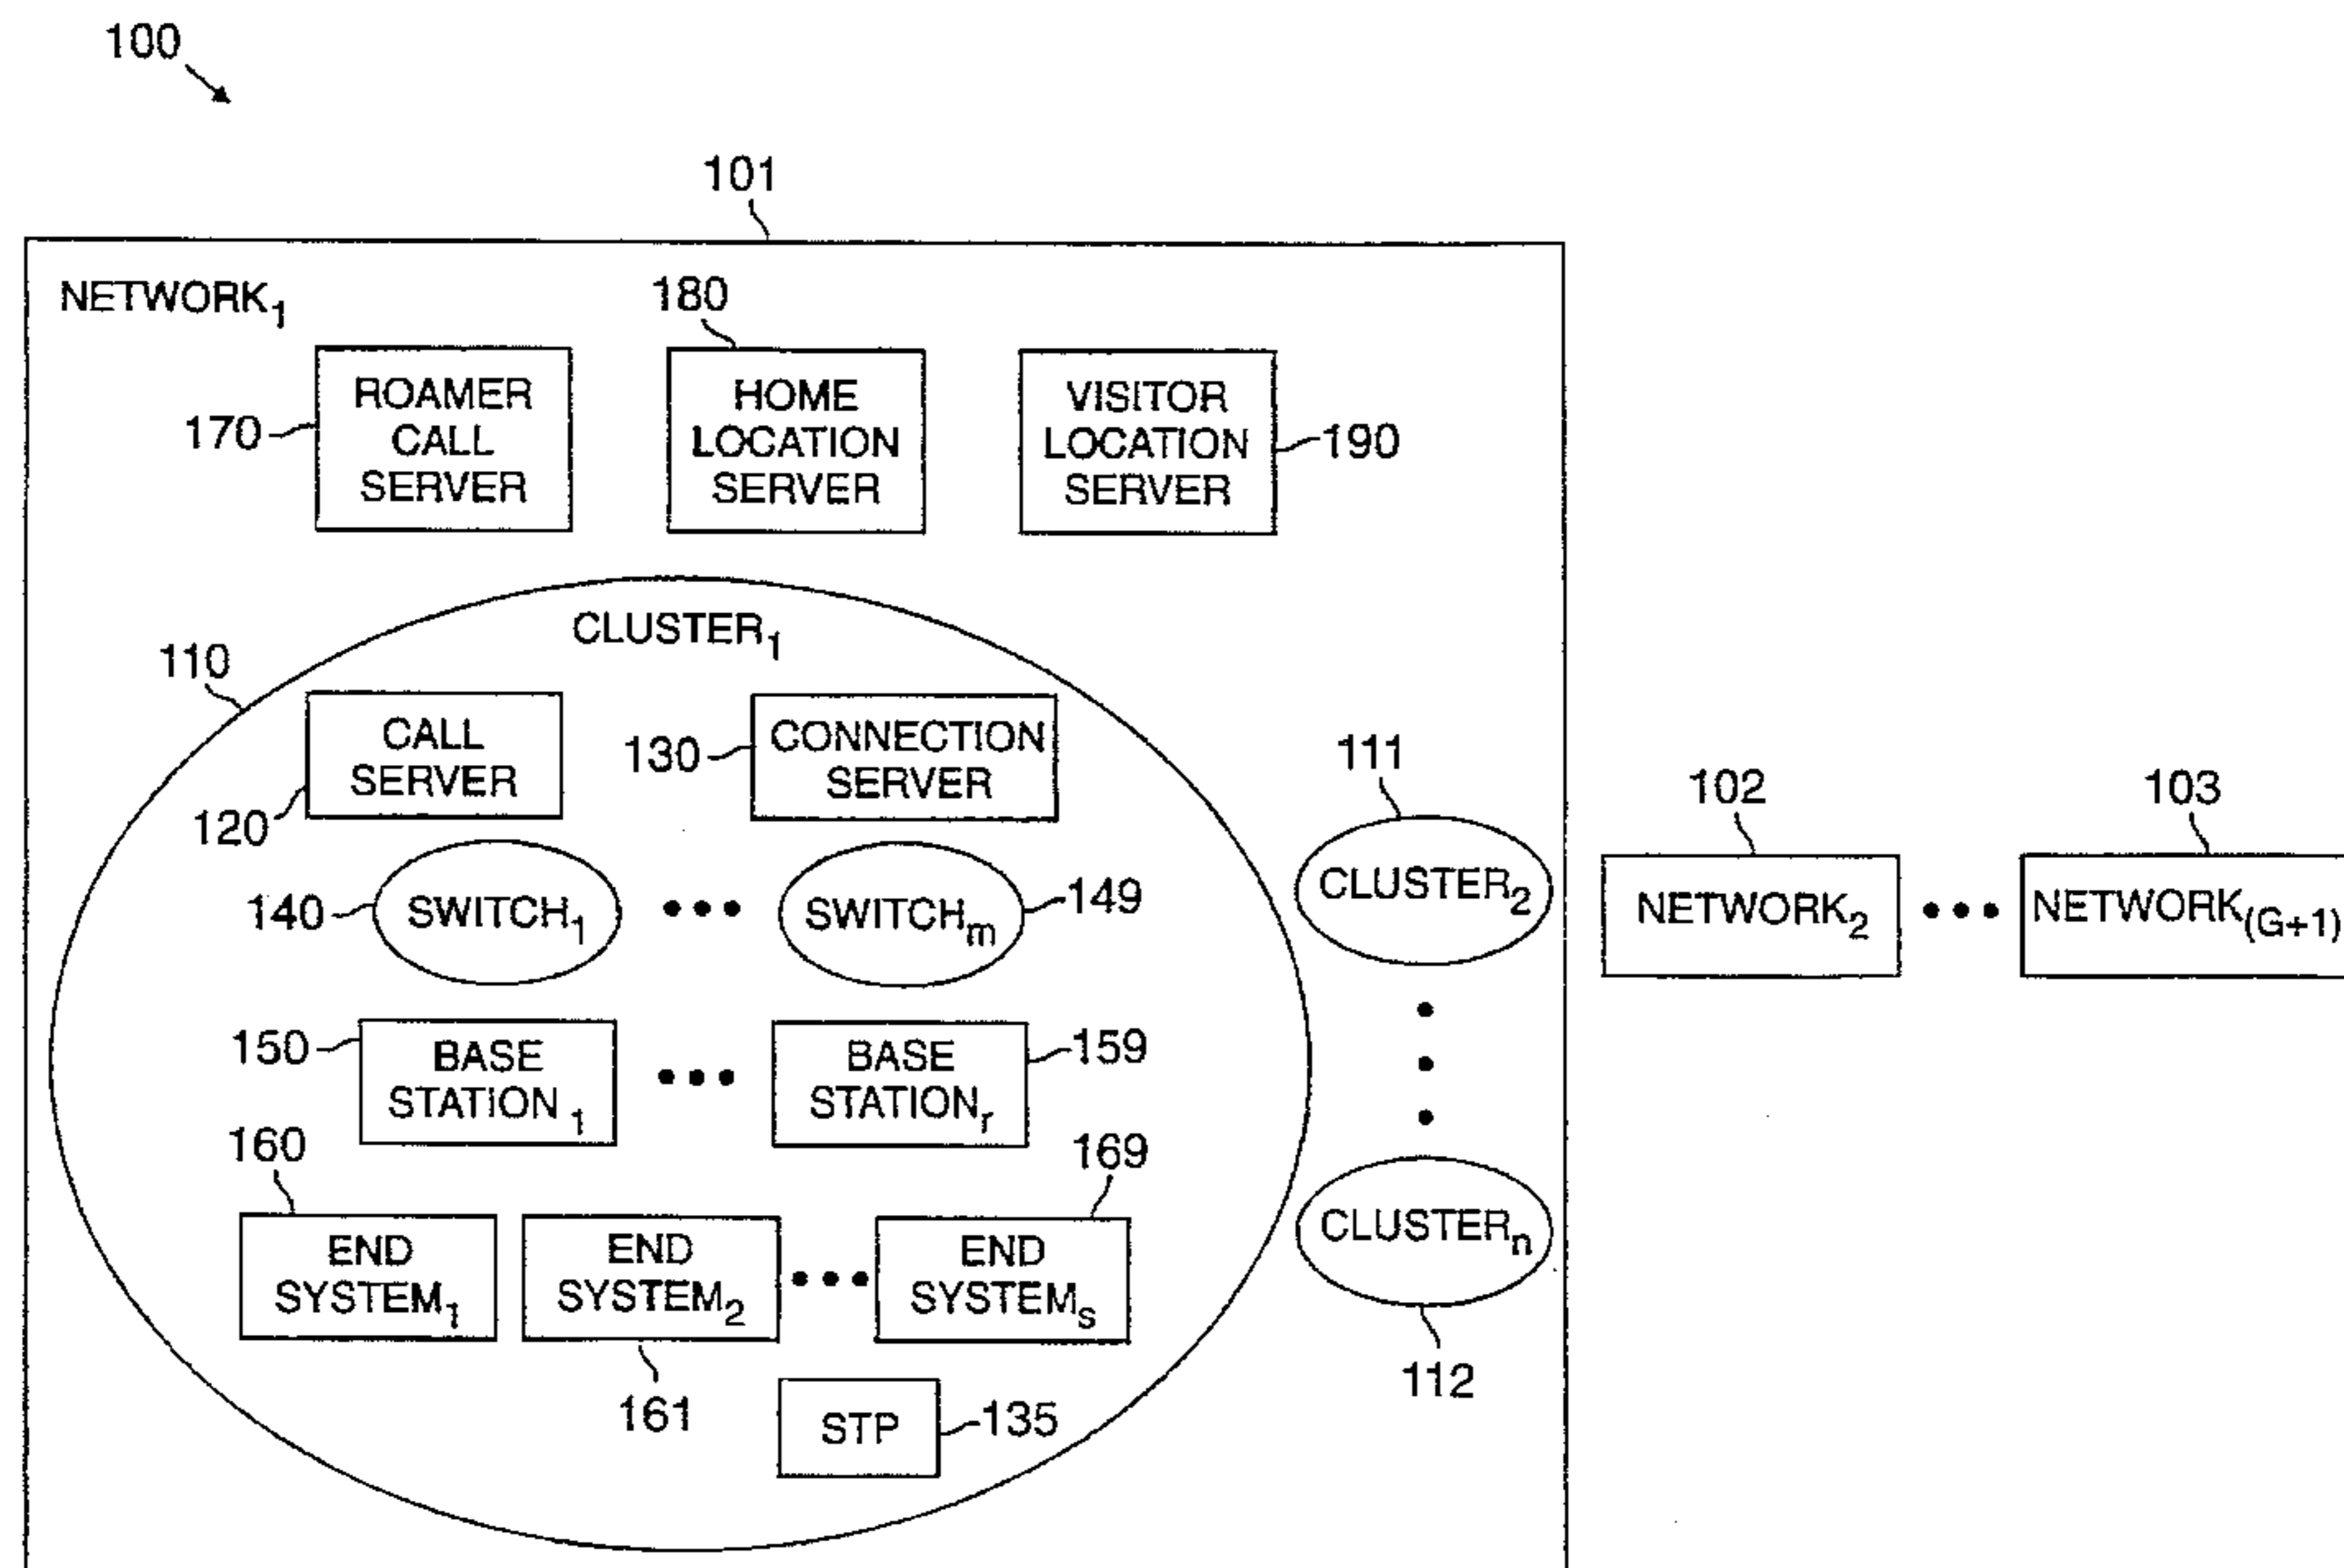 100
101
NETWORK₁
180
170
ROAMER
CALL
SERVER
HOME
LOCATION
SERVER
VISITOR
LOCATION
SERVER
190
CLUSTER₁
110
CALL
SERVER
120
130
CONNECTION
SERVER
140
SWITCH₁
•••
SWITCHₘ
149
150
BASE
STATION₁
•••
BASE
STATIONᵣ
159
160
END
SYSTEM₁
END
SYSTEM₂
161
•••
END
SYSTEMₛ
169
STP
135
111
CLUSTER₂
CLUSTERₙ
112
102
NETWORK₂
•••
103
NETWORK₍G+1₎